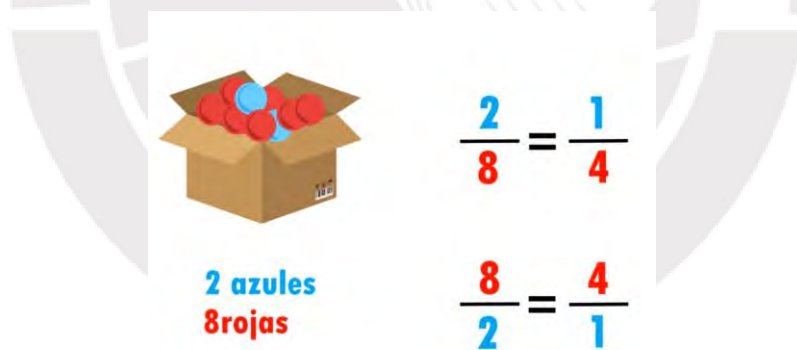 2 azules
8rojas
2/8 = 1/4
8/2 = 4/1